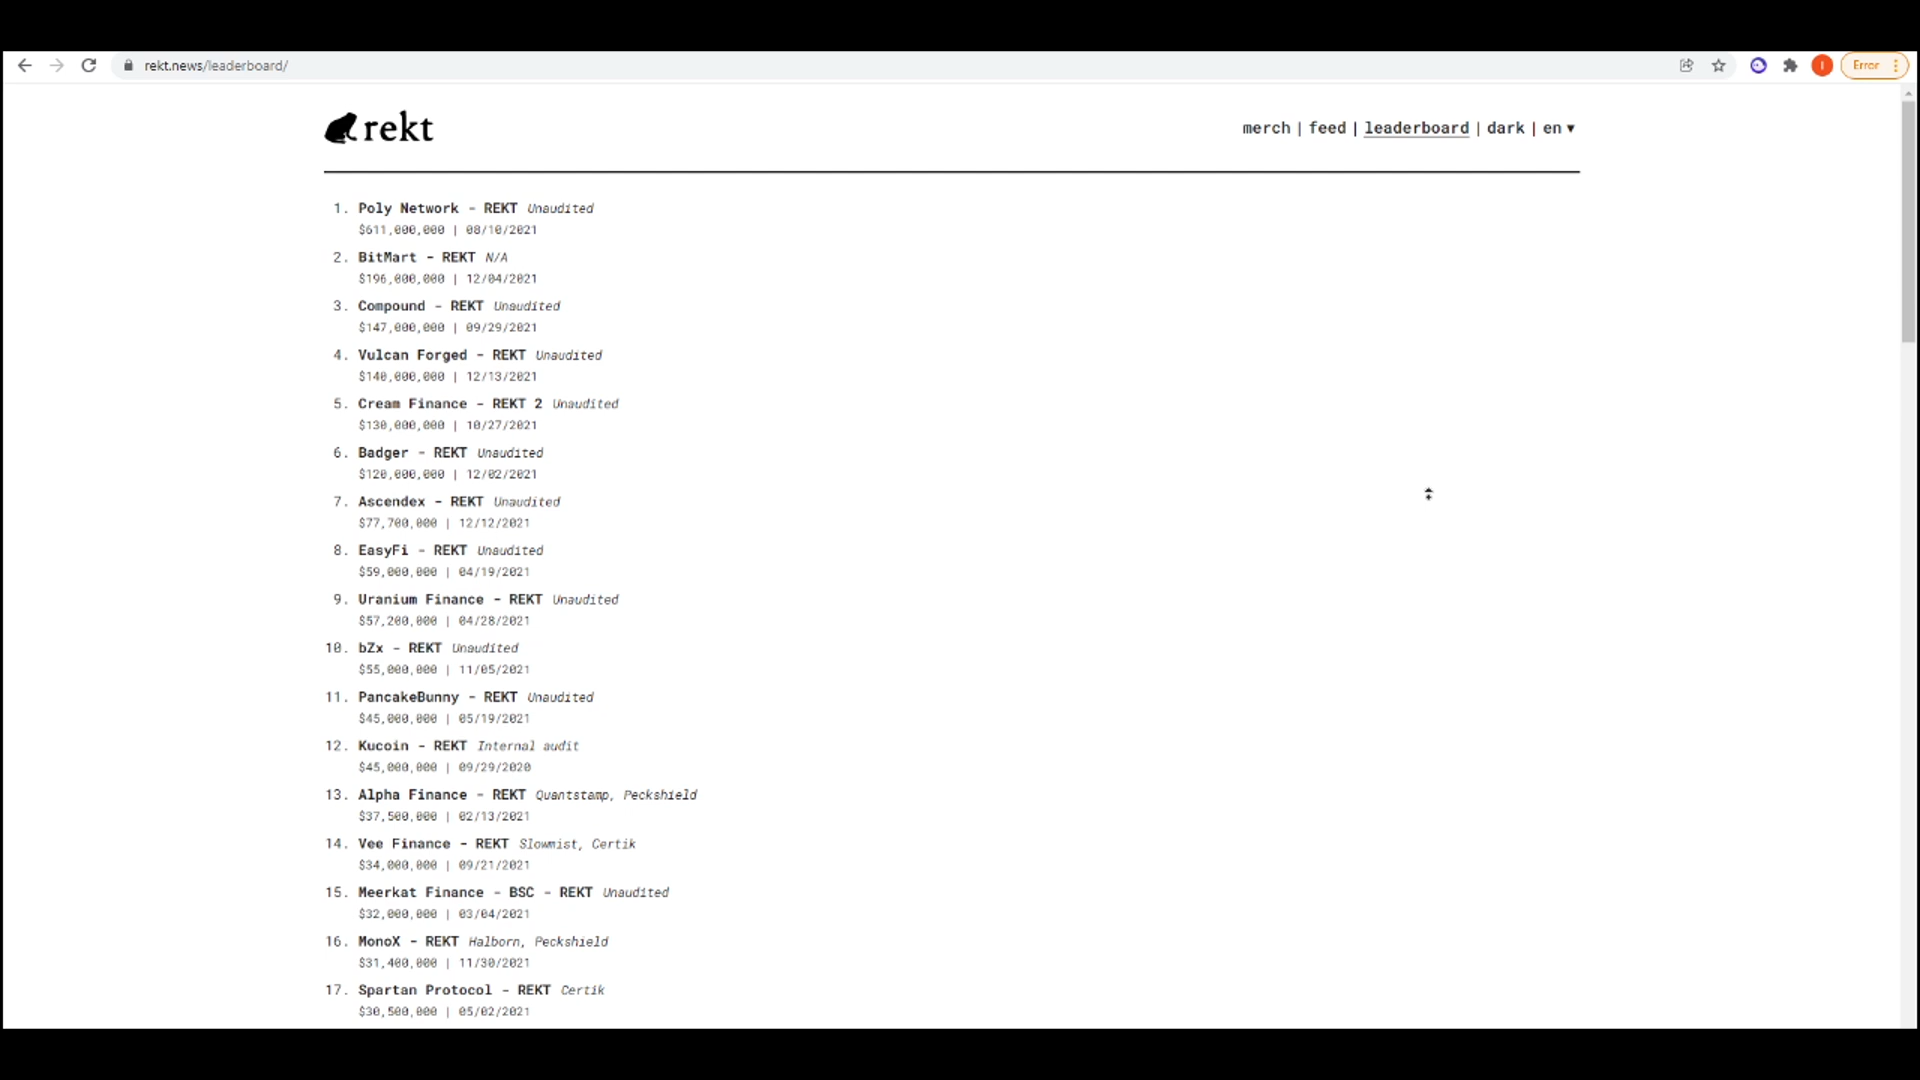 rekt.news/leaderboard/
I
Error
rekt
merch | feed | leaderboard | dark | en ▾
1. Poly Network - REKT Unaudited
$611,000,000 | 08/10/2021
2. BitMart - REKT N/A
$196,000,000 | 12/04/2021
3. Compound - REKT Unaudited
$147,000,000 | 09/29/2021
4. Vulcan Forged - REKT Unaudited
$140,000,000 | 12/13/2021
5. Cream Finance - REKT 2 Unaudited
$130,000,000 | 10/27/2021
6. Badger - REKT Unaudited
$120,000,000 | 12/02/2021
7. Ascendex - REKT Unaudited
$77,700,000 | 12/12/2021
8. EasyFi - REKT Unaudited
$59,000,000 | 04/19/2021
9. Uranium Finance - REKT Unaudited
$57,200,000 | 04/28/2021
10. bZx - REKT Unaudited
$55,000,000 | 11/05/2021
11. PancakeBunny - REKT Unaudited
$45,000,000 | 05/19/2021
12. Kucoin - REKT Internal audit
$45,000,000 | 09/29/2020
13. Alpha Finance - REKT Quantstamp, Peckshield
$37,500,000 | 02/13/2021
14. Vee Finance - REKT Slowmist, Certik
$34,000,000 | 09/21/2021
15. Meerkat Finance - BSC - REKT Unaudited
$32,000,000 | 03/04/2021
16. MonoX - REKT Halborn, Peckshield
$31,400,000 | 11/30/2021
17. Spartan Protocol - REKT Certik
$30,500,000 | 05/02/2021